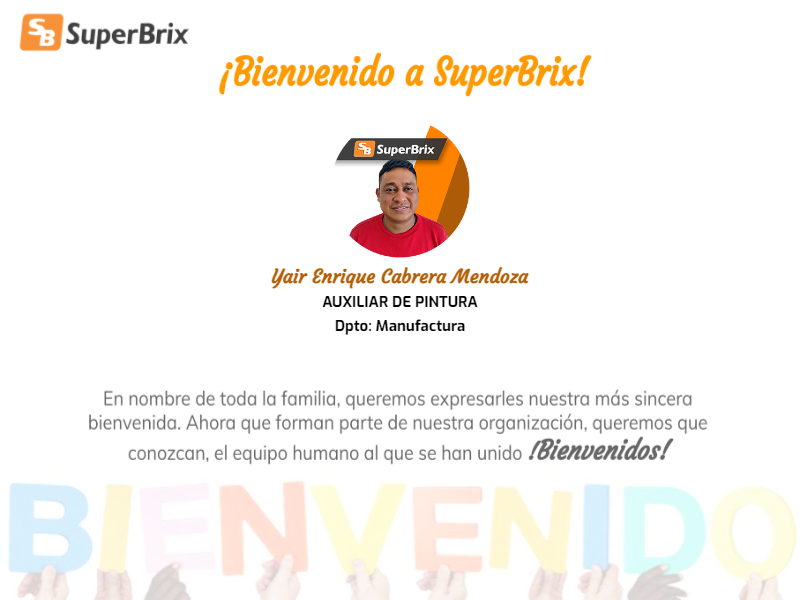 SB SuperBrix
¡Bienvenido a SuperBrix!
SB SuperBrix
Yair Enrique Cabrera Mendoza
AUXILIAR DE PINTURA
Dpto: Manufactura
En nombre de toda la familia, queremos expresarles nuestra más sincera
bienvenida. Ahora que forman parte de nuestra organización, queremos que
conozcan, el equipo humano al que se han unido ¡Bienvenidos!
BIENVENIDO